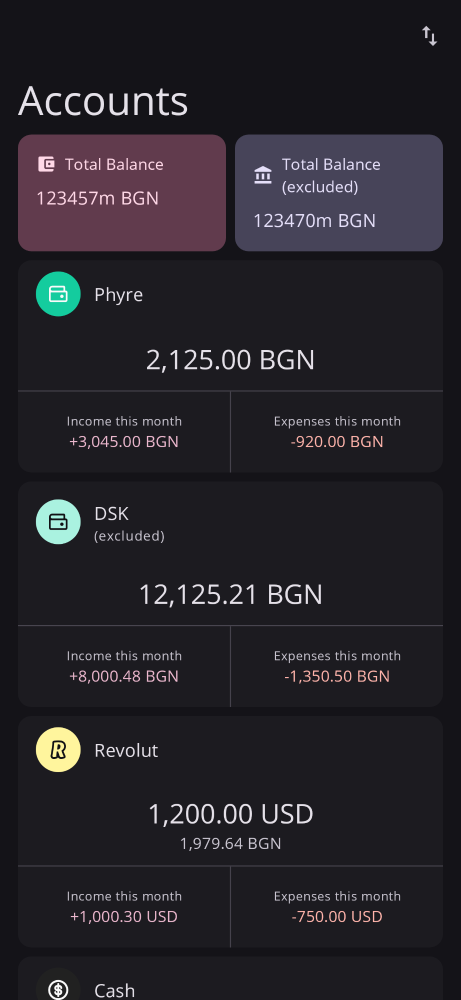 Accounts
Total Balance
123457m BGN
Total Balance
(excluded)
123470m BGN
Phyre
2,125.00 BGN
Income this month
+3,045.00 BGN
Expenses this month
-920.00 BGN
DSK
(excluded)
12,125.21 BGN
Income this month
+8,000.48 BGN
Expenses this month
-1,350.50 BGN
R
Revolut
1,200.00 USD
1,979.64 BGN
Income this month
+1,000.30 USD
Expenses this month
-750.00 USD
$
Cash